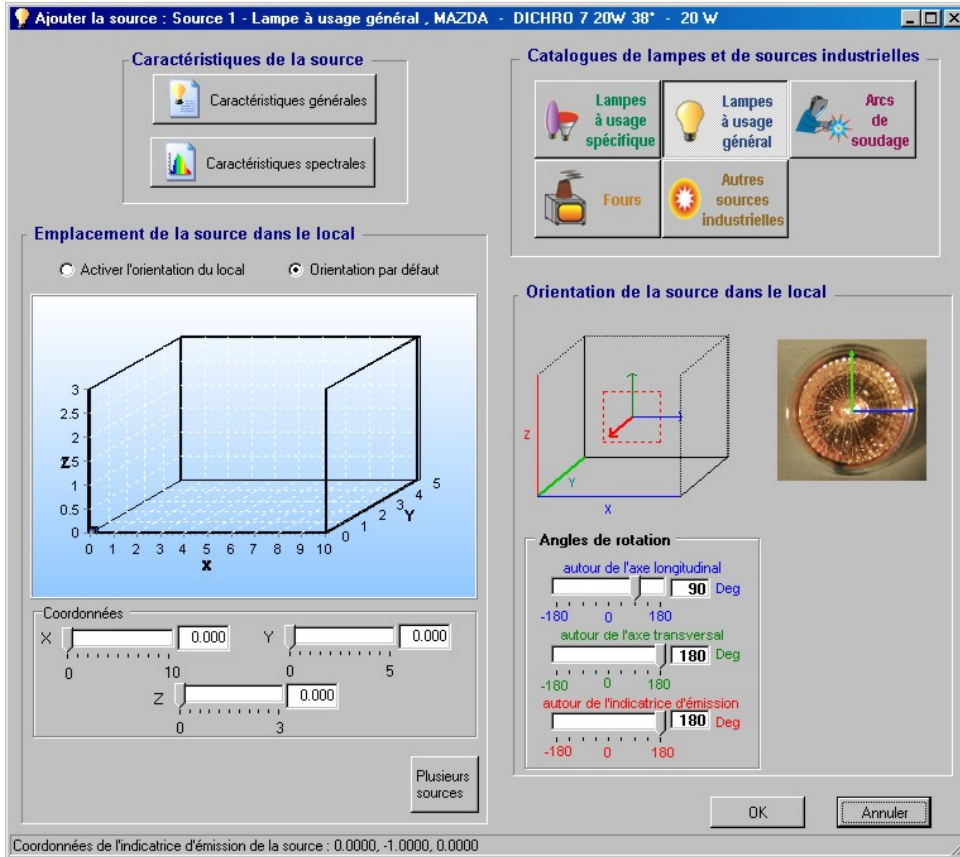 Ajouter la source : Source 1 - Lampe à usage général , MAZDA - DICHRO 7 20W 38° - 20 W
Caractéristiques de la source
Caractéristiques générales
Caractéristiques spectrales
Catalogues de lampes et de sources industrielles
Lampes
à usage
spécifique
Lampes
à usage
général
Arcs
de
soudage
Fours
Autres
sources
industrielles
Emplacement de la source dans le local
Activer l'orientation du local
Orientation par défaut
3
2.5
2
Z 1.5
1
0.5
0
0 1 2 3 4 5 6 7 8 9 10
X
0 1 2 3 4 5
Y
Coordonnées
X 0.000
0 10
Y 0.000
0 5
Z 0.000
0 3
Plusieurs
sources
Orientation de la source dans le local
Z
Y
X
Angles de rotation
autour de l'axe longitudinal
90 Deg
-180 0 180
autour de l'axe transversal
180 Deg
-180 0 180
autour de l'indicatrice d'émission
180 Deg
-180 0 180
OK
Annuler
Coordonnées de l'indicatrice d'émission de la source : 0.0000, -1.0000, 0.0000